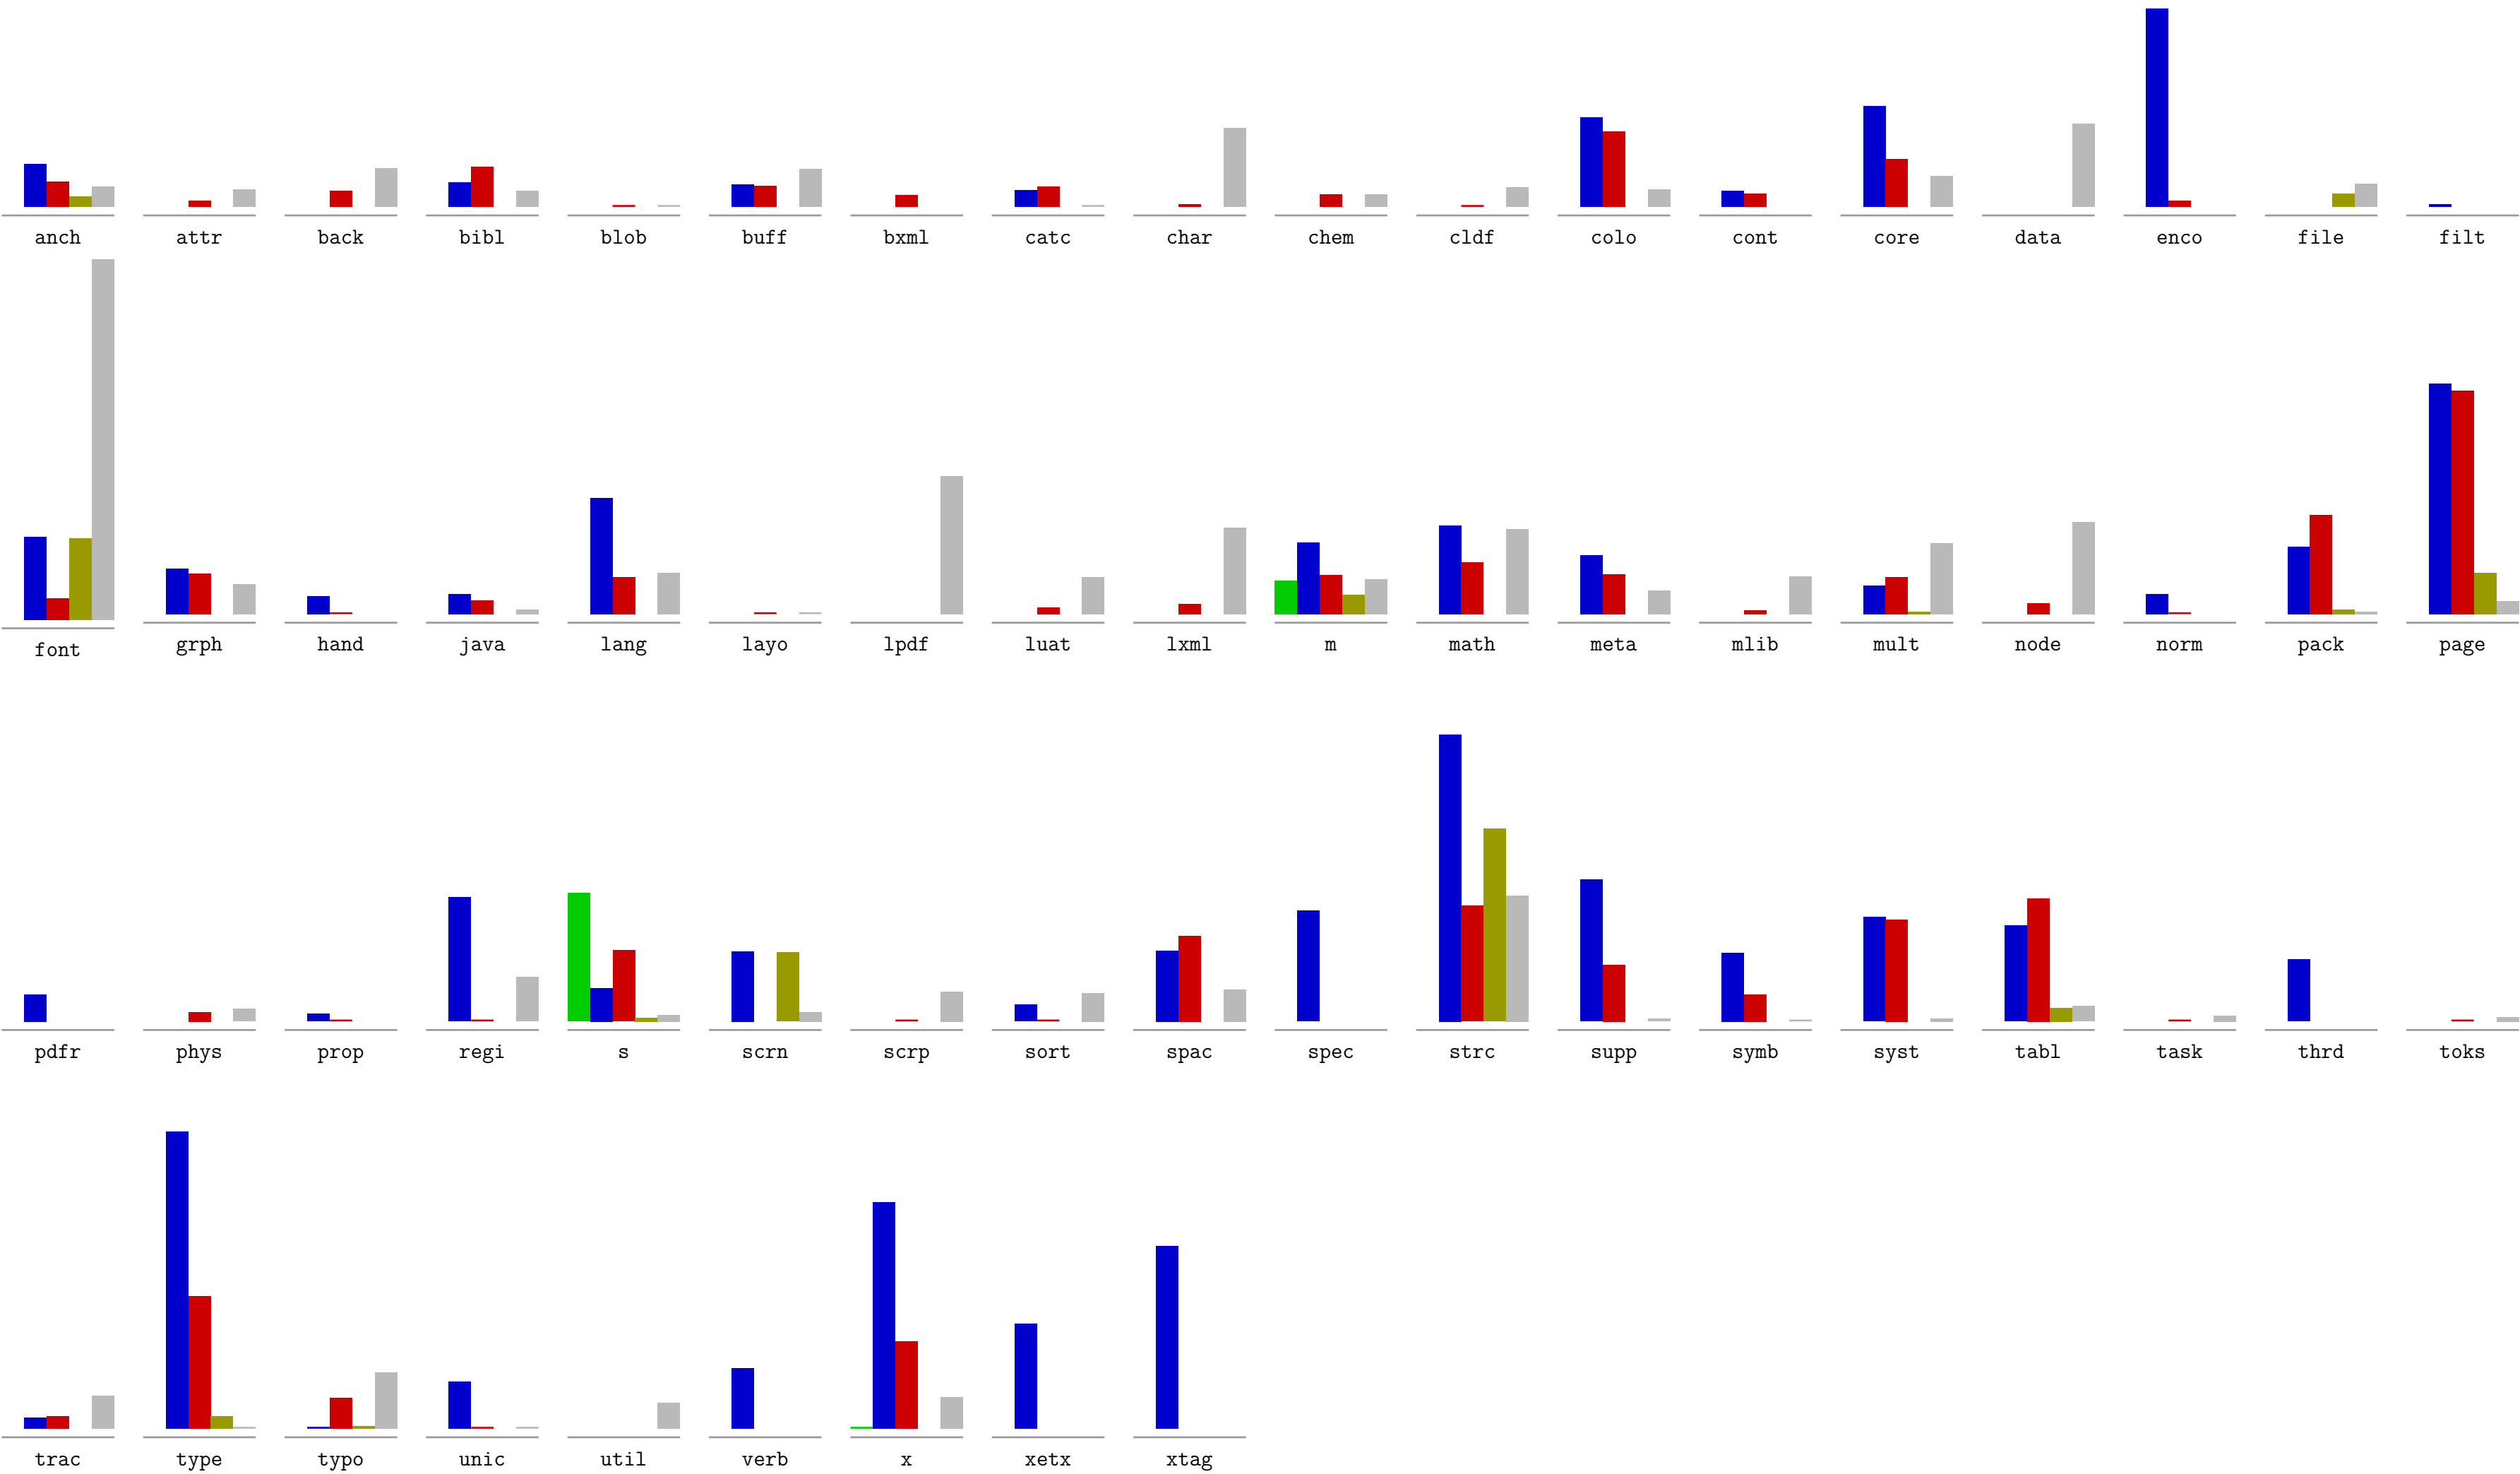 anch attr back bibl blob buff bxml catc char chem cldf colo cont core data enco file filt
font grph hand java lang layo lpdf luat lxml m math meta mlib mult node norm pack page
pdfr phys prop regi s scrn scrp sort spac spec strc supp symb syst tabl task thrd toks
trac type typo unic util verb x xetx xtag